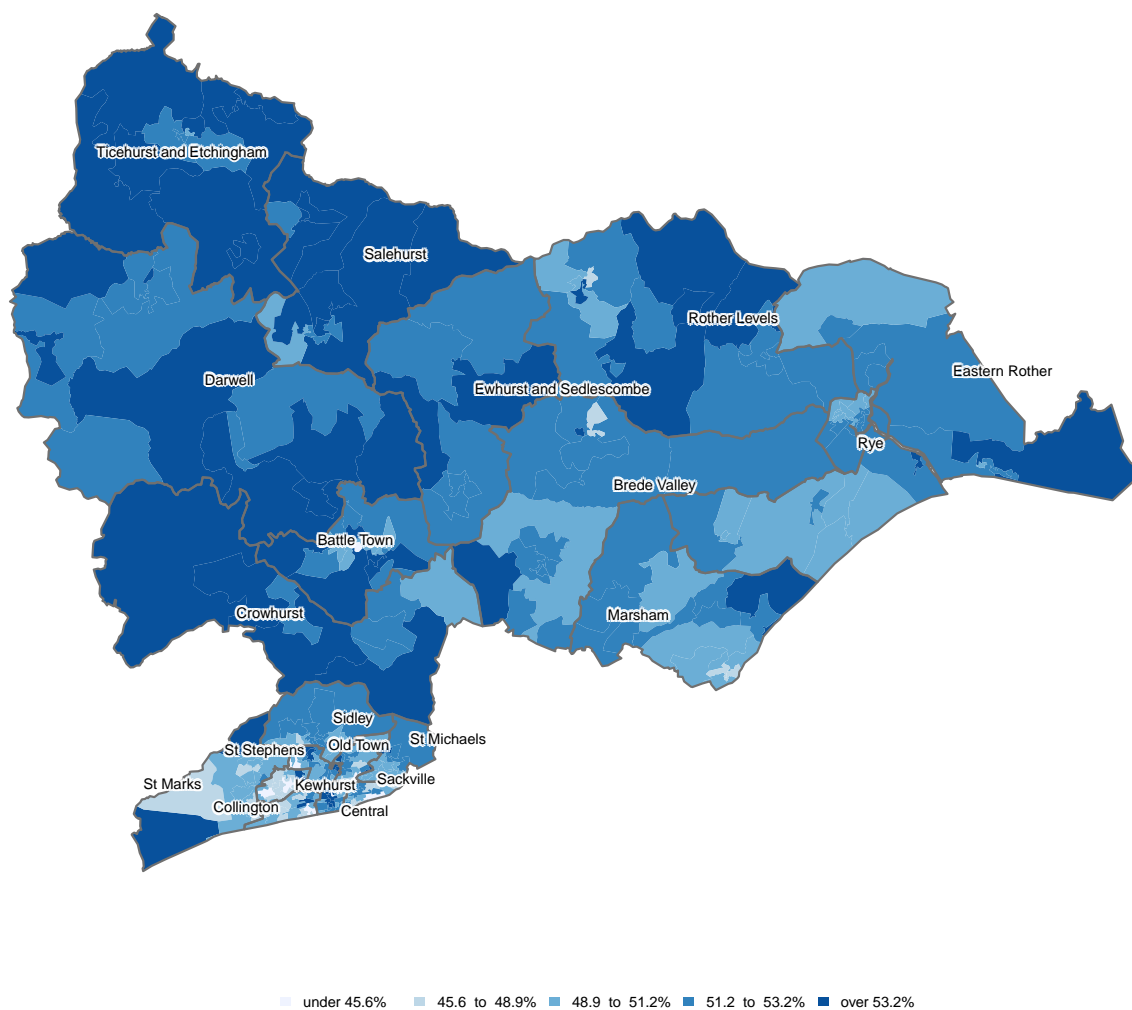 Ticehurst and Etchingham
Salehurst
Rother Levels
Eastern Rother
Darwell
Ewhurst and Sedlescombe
Rye
Brede Valley
Battle Town
Crowhurst
Marsham
Sidley
St Michaels
Old Town
St Stephens
Sackville
St Marks
Kewhurst
Collington
Central
under 45.6% 45.6 to 48.9% 48.9 to 51.2% 51.2 to 53.2% over 53.2%